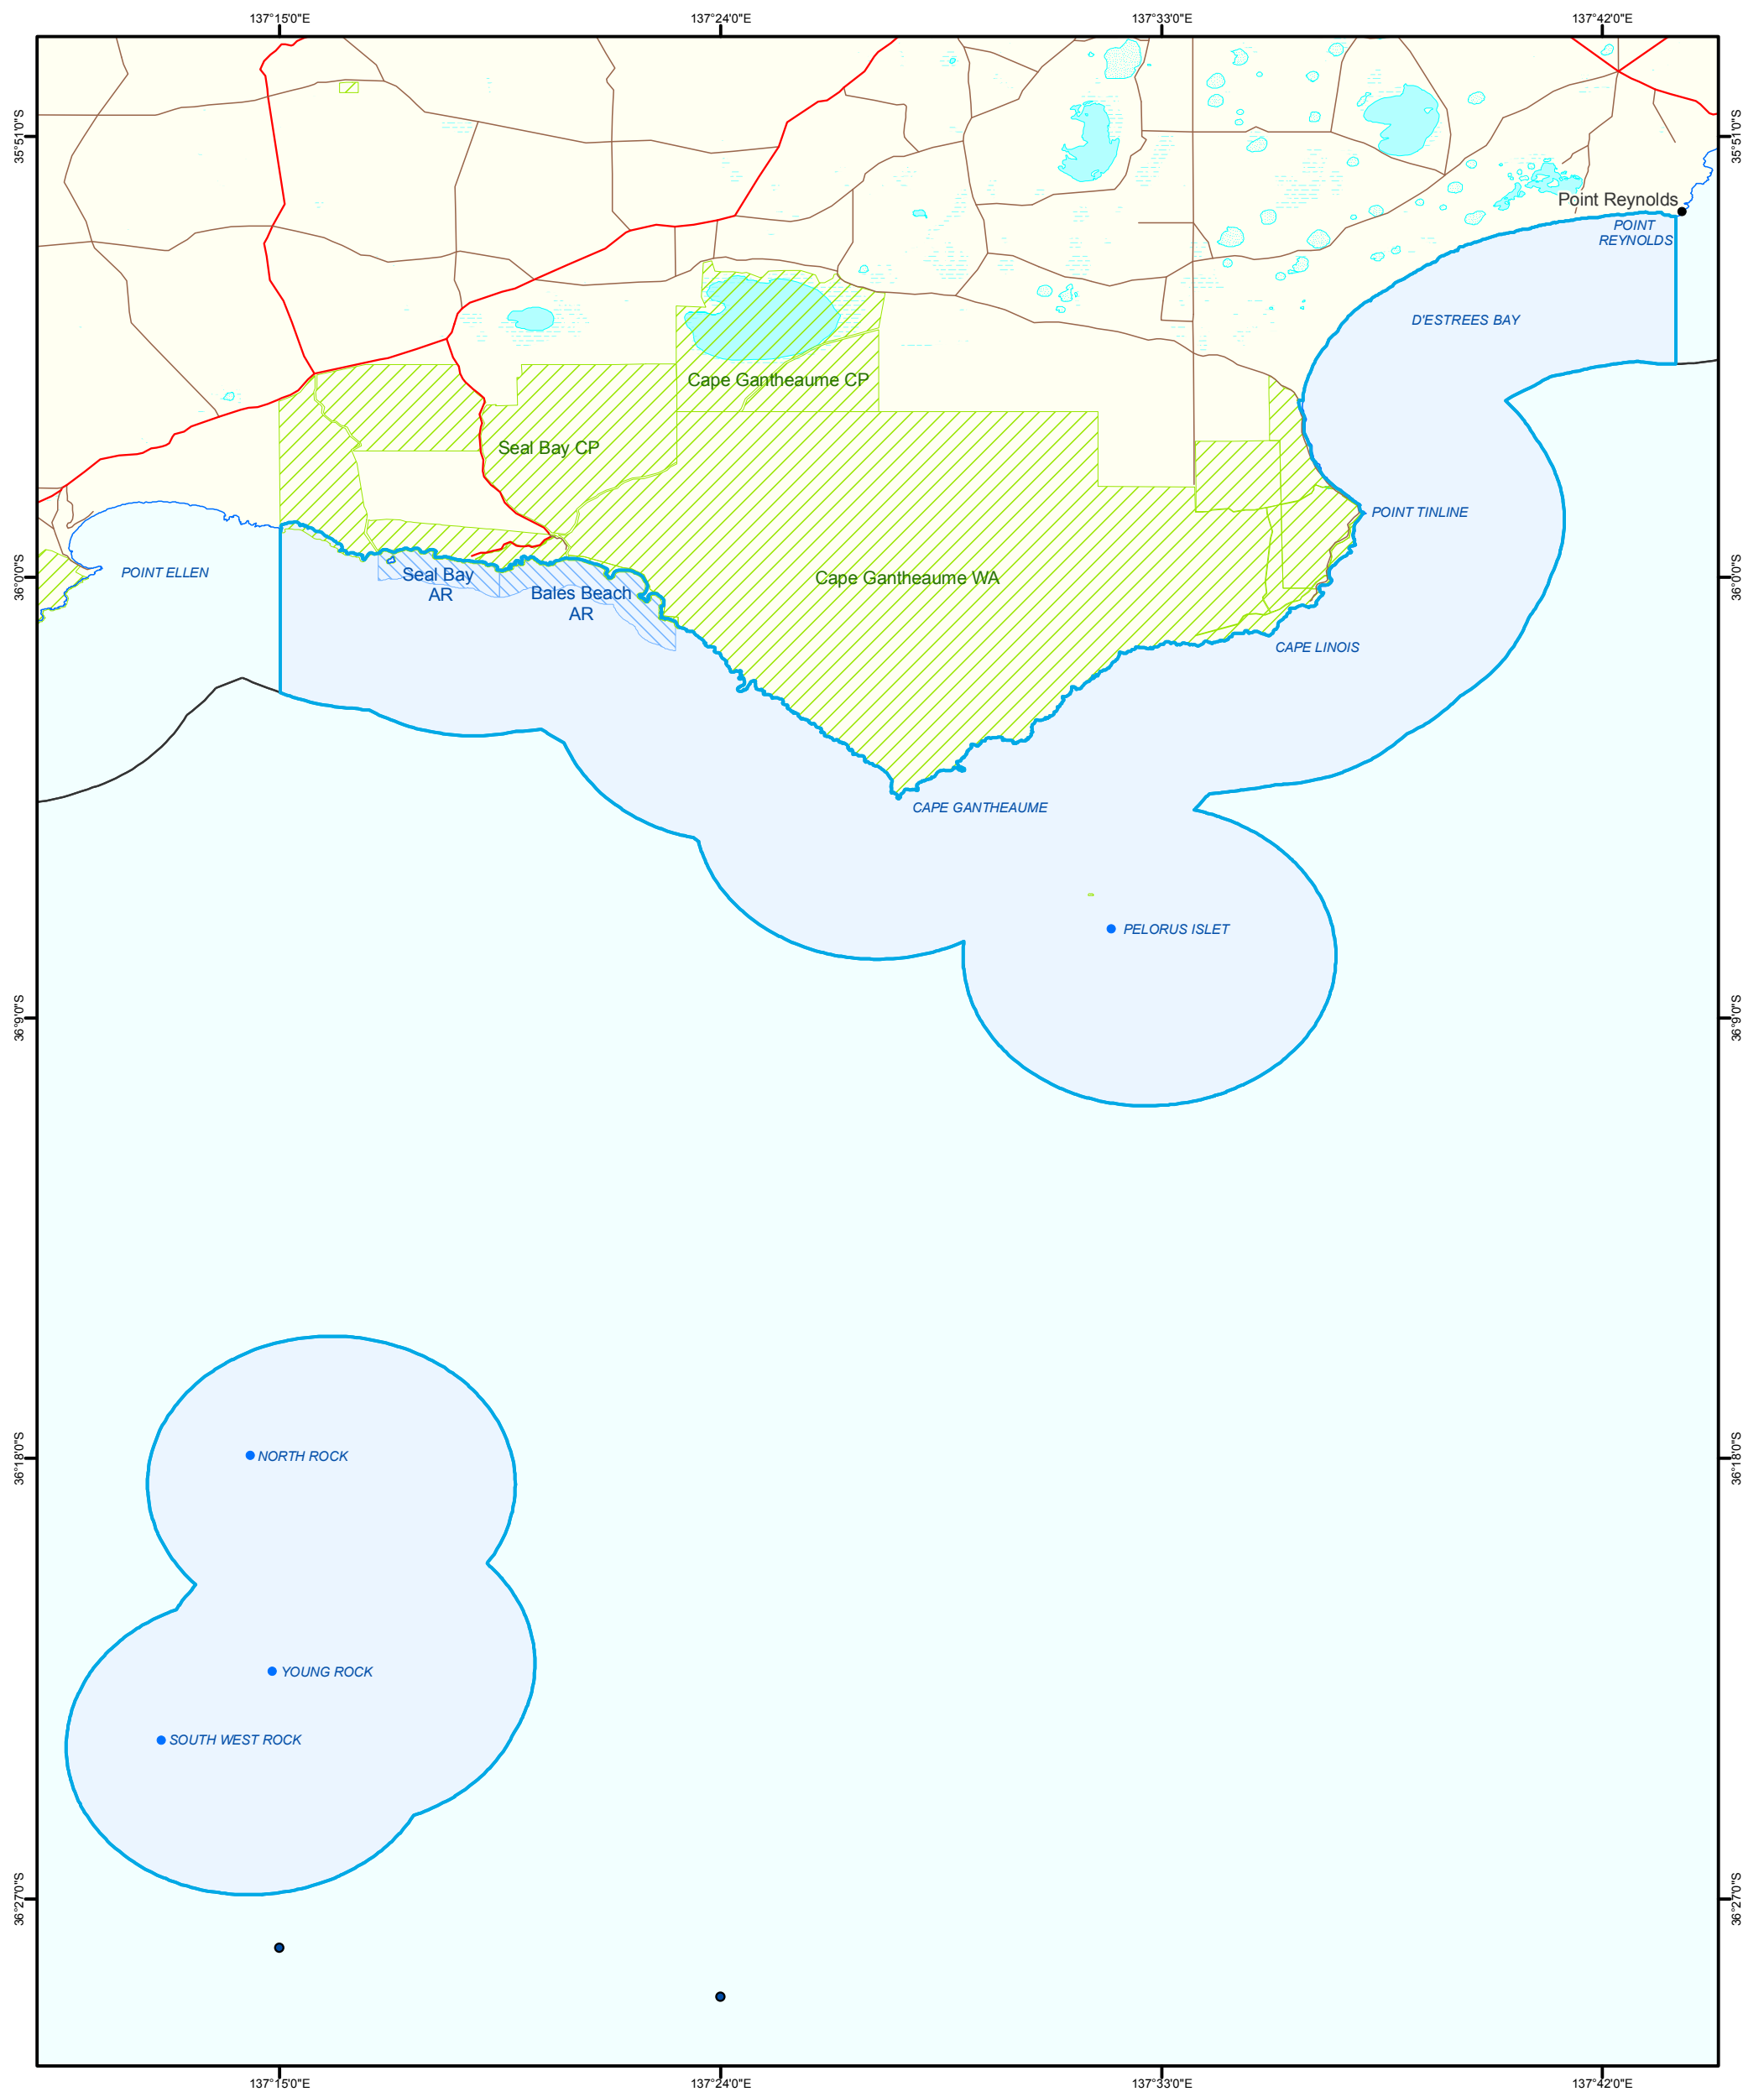 137°15'0"E
137°24'0"E
137°33'0"E
137°42'0"E
35°51'0"S
35°51'0"S
Point Reynolds
POINT
REYNOLDS
D'ESTREES BAY
Cape Gantheaume CP
Seal Bay CP
POINT TINLINE
POINT ELLEN
36°0'0"S
36°0'0"S
Seal Bay
AR
Bales Beach
AR
Cape Gantheaume WA
CAPE LINOIS
CAPE GANTHEAUME
PELORUS ISLET
36°9'0"S
36°9'0"S
NORTH ROCK
36°18'0"S
36°18'0"S
YOUNG ROCK
SOUTH WEST ROCK
36°27'0"S
36°27'0"S
137°15'0"E
137°24'0"E
137°33'0"E
137°42'0"E